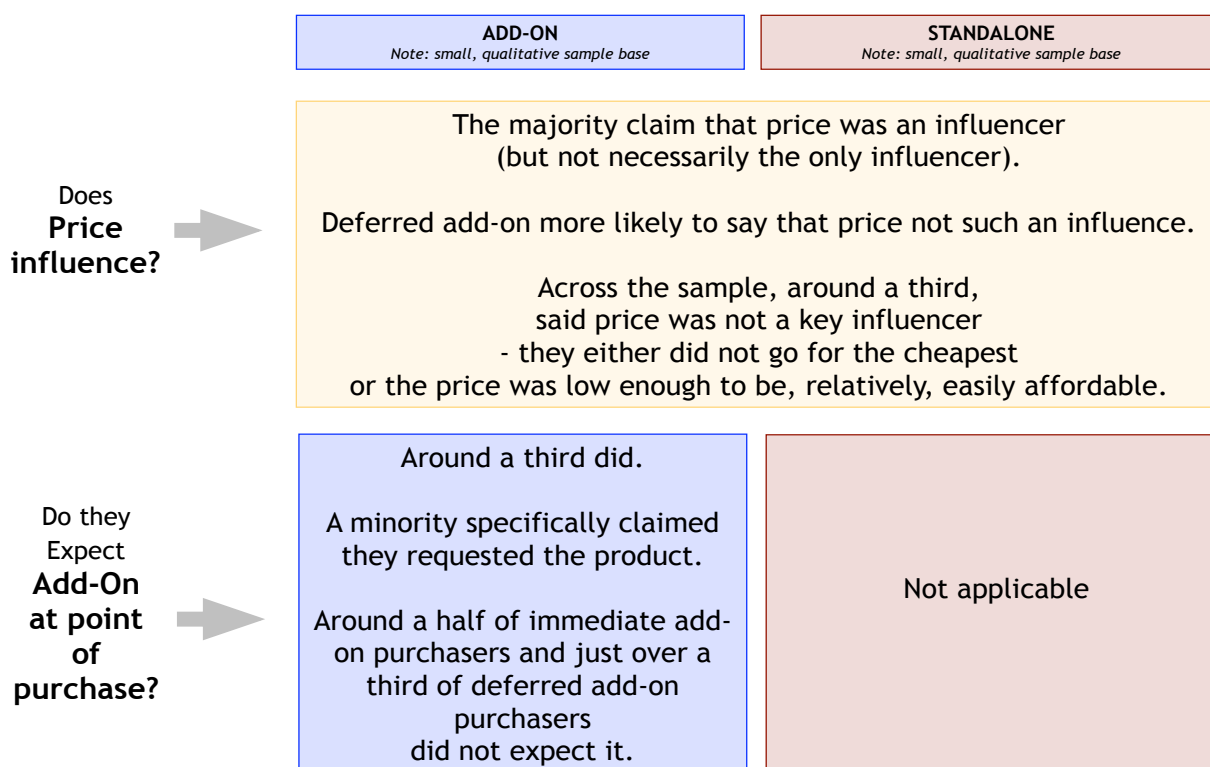 ADD-ON
Note: small, qualitative sample base
STANDALONE
Note: small, qualitative sample base
Does
Price
influence?
The majority claim that price was an influencer
(but not necessarily the only influencer).
Deferred add-on more likely to say that price not such an influence.
Across the sample, around a third,
said price was not a key influencer
- they either did not go for the cheapest
or the price was low enough to be, relatively, easily affordable.
Do they
Expect
Add-On
at point
of
purchase?
Around a third did.
A minority specifically claimed
they requested the product.
Around a half of immediate add-
on purchasers and just over a
third of deferred add-on
purchasers
did not expect it.
Not applicable